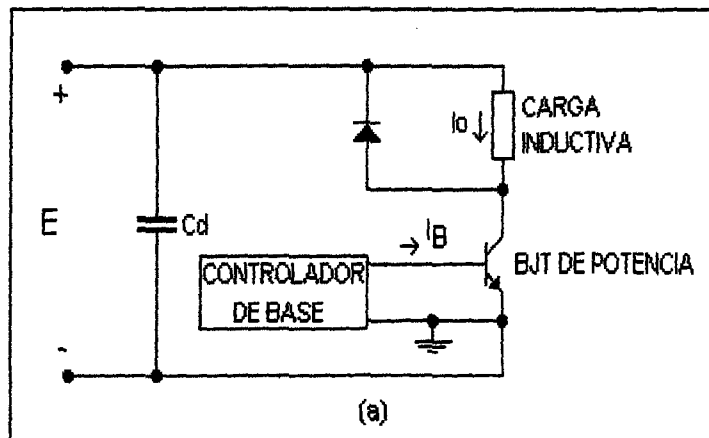 +
Io ↓
CARGA
INDUCTIVA
E
Cd
→ IB
BJT DE POTENCIA
CONTROLADOR
DE BASE
-
(a)